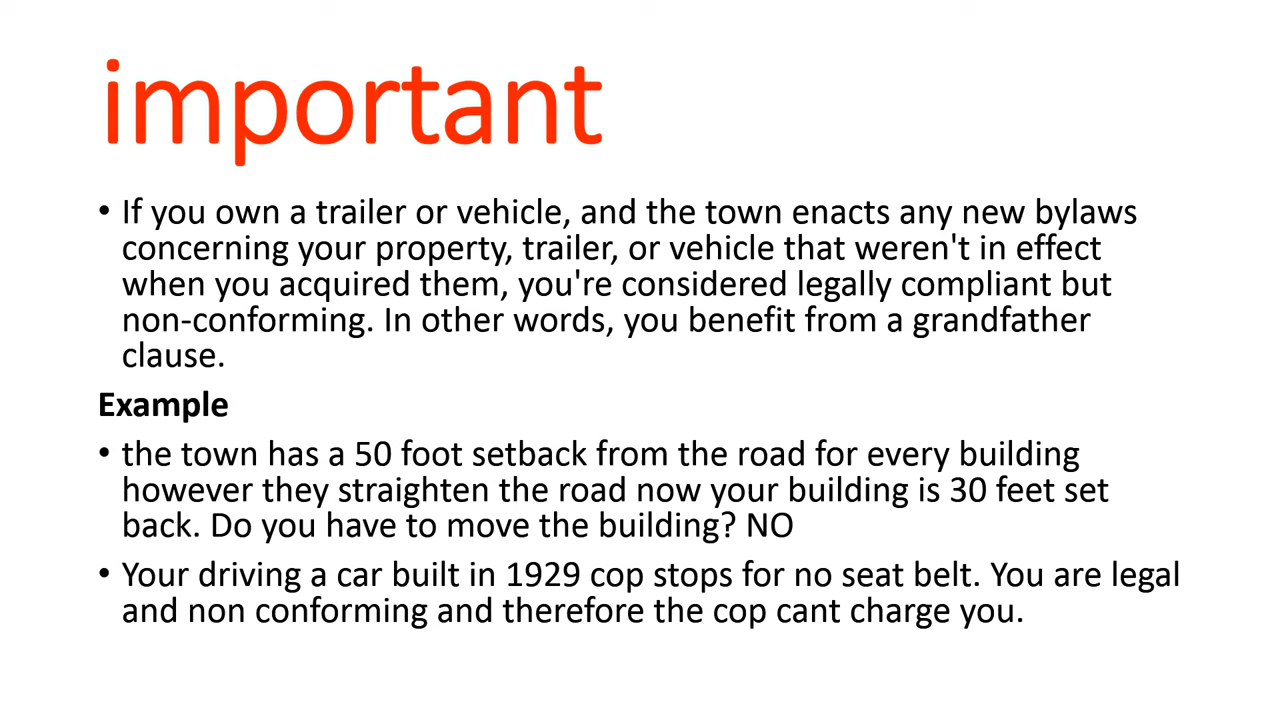 important
• If you own a trailer or vehicle, and the town enacts any new bylaws
concerning your property, trailer, or vehicle that weren't in effect
when you acquired them, you're considered legally compliant but
non-conforming. In other words, you benefit from a grandfather
clause.
Example
• the town has a 50 foot setback from the road for every building
however they straighten the road now your building is 30 feet set
back. Do you have to move the building? NO
• Your driving a car built in 1929 cop stops for no seat belt. You are legal
and non conforming and therefore the cop cant charge you.